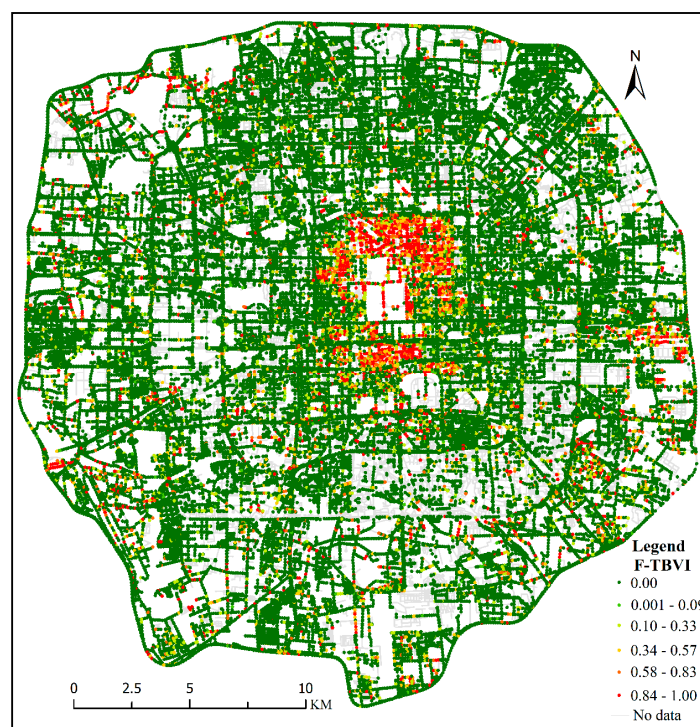 N
Legend
F-TBVI
0.00
0.001 - 0.09
0.10 - 0.33
0.34 - 0.57
0.58 - 0.83
0.84 - 1.00
No data
0 2.5 5 10
KM